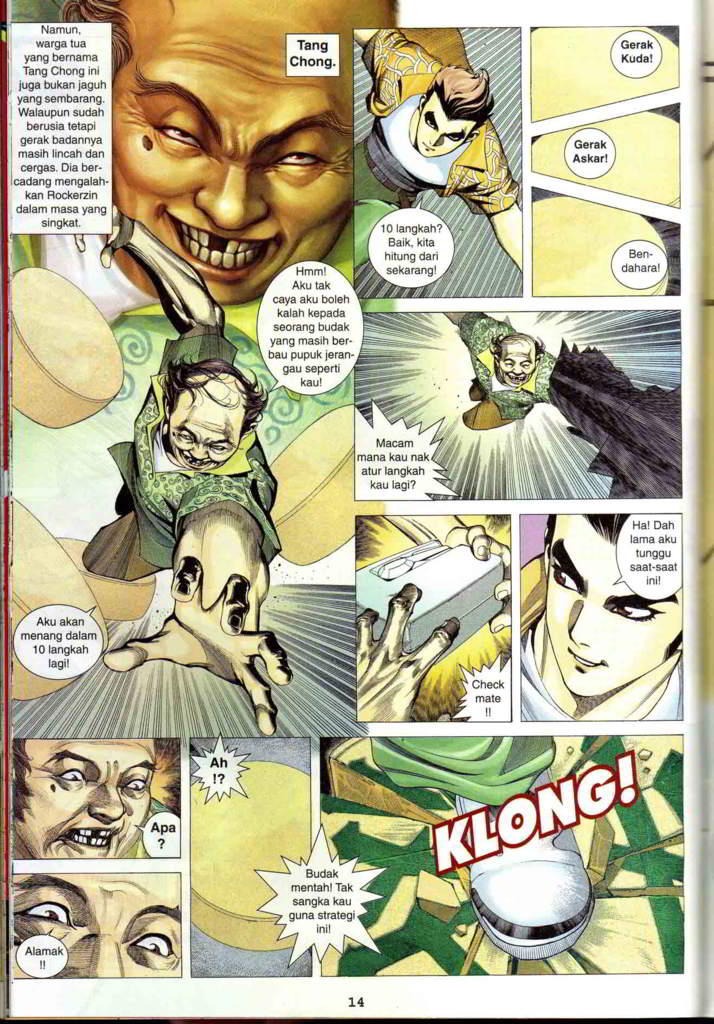 Namun,
warga tua
yang bernama
Tang Chong ini
juga bukan jaguh
yang sembarang.
Walaupun sudah
berusia tetapi
gerak badannya
masih lincah dan
cergas. Dia ber-
cadang mengalah-
kan Rockerzin
dalam masa yang
singkat.
Tang
Chong.
Hmm!
Aku tak
caya aku boleh
kalah kepada
seorang budak
yang masih ber-
bau pupuk jeran-
gau seperti
kau!
Aku akan
menang dalam
10 langkah
lagi!
10 langkah?
Baik, kita
hitung dari
sekarang!
Gerak
Kuda!
Gerak
Askar!
Ben-
dahara!
Macam
mana kau nak
atur langkah
kau lagi?
Check
mate
!!
Ha! Dah
lama aku
tunggu
saat-saat
ini!
Apa
?
Alamak
!!
Ah
!?
Budak
mentah! Tak
sangka kau
guna strategi
ini!
KLONG!
14